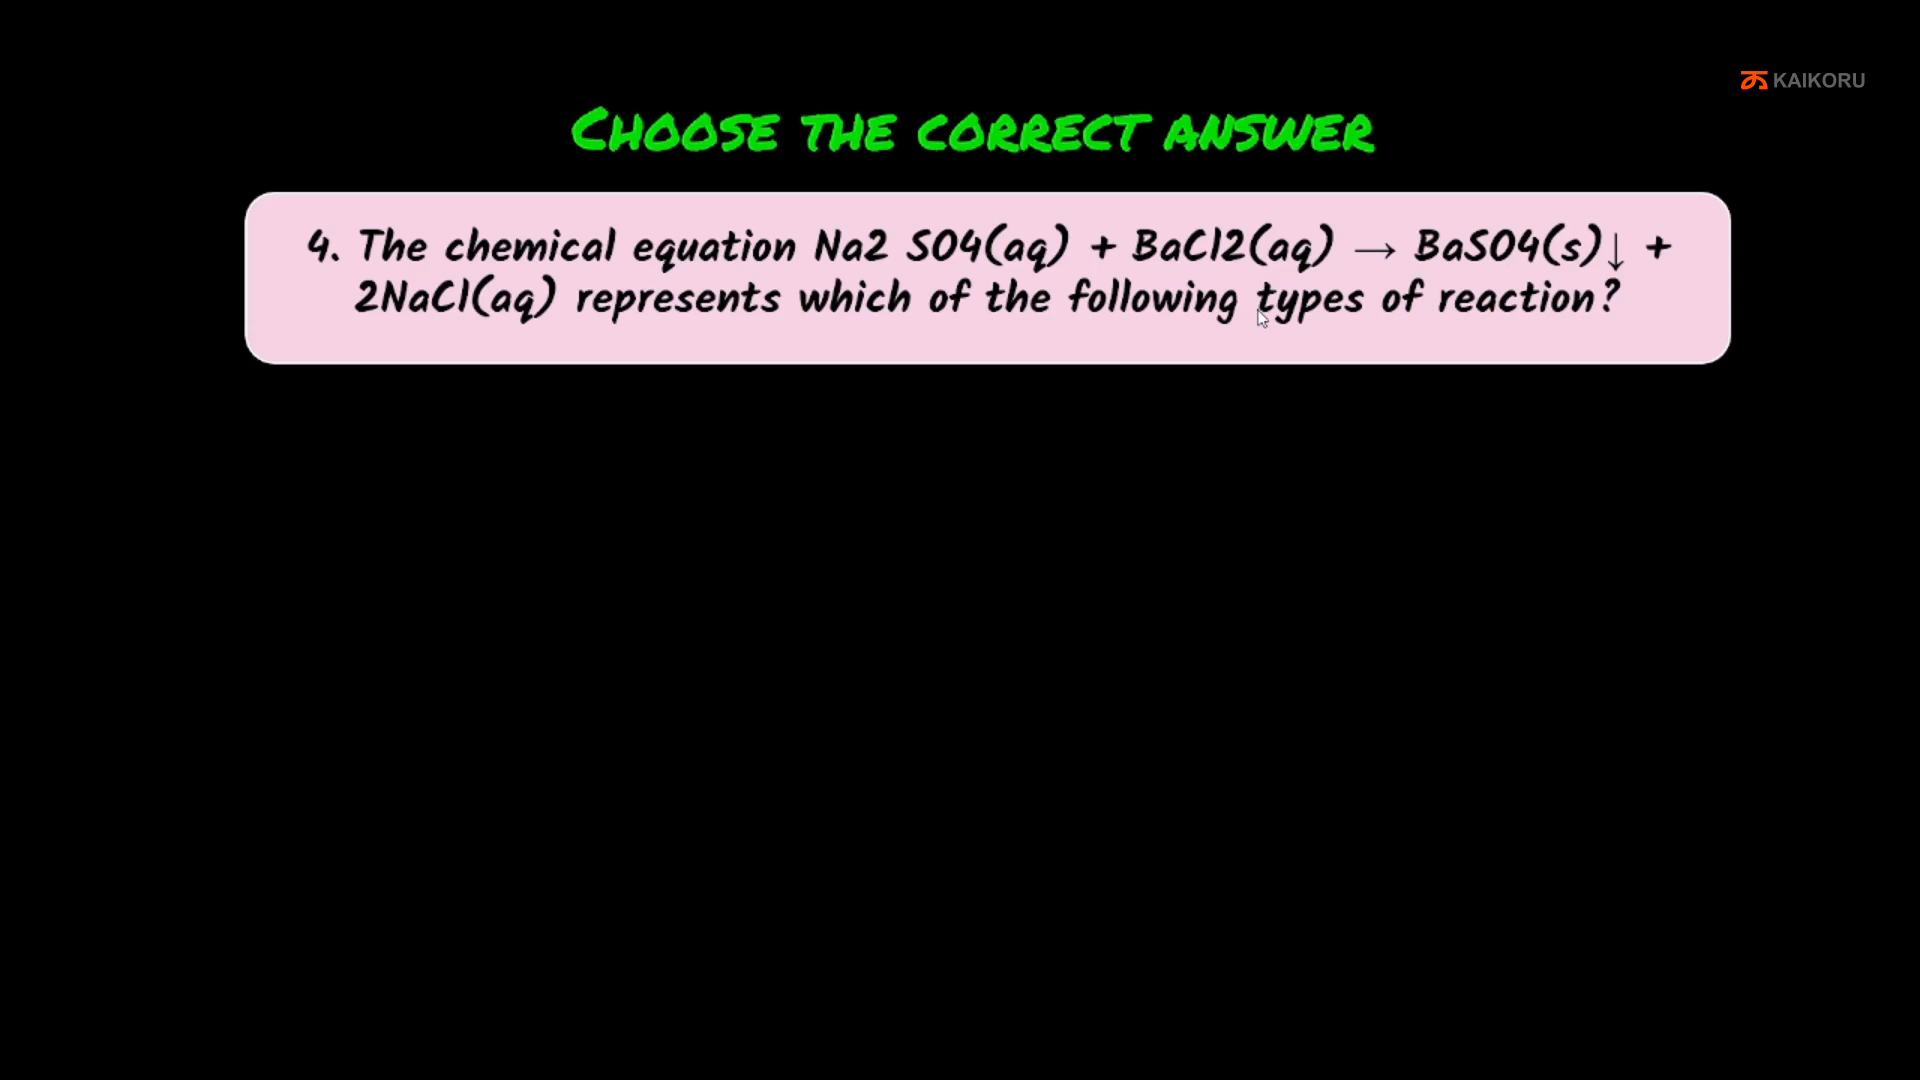 KAIKORU
CHOOSE THE CORRECT ANSWER
4. The chemical equation Na2 SO4(aq) + BaCl2(aq) → BaSO4(s)↓ +
2NaCl(aq) represents which of the following types of reaction?